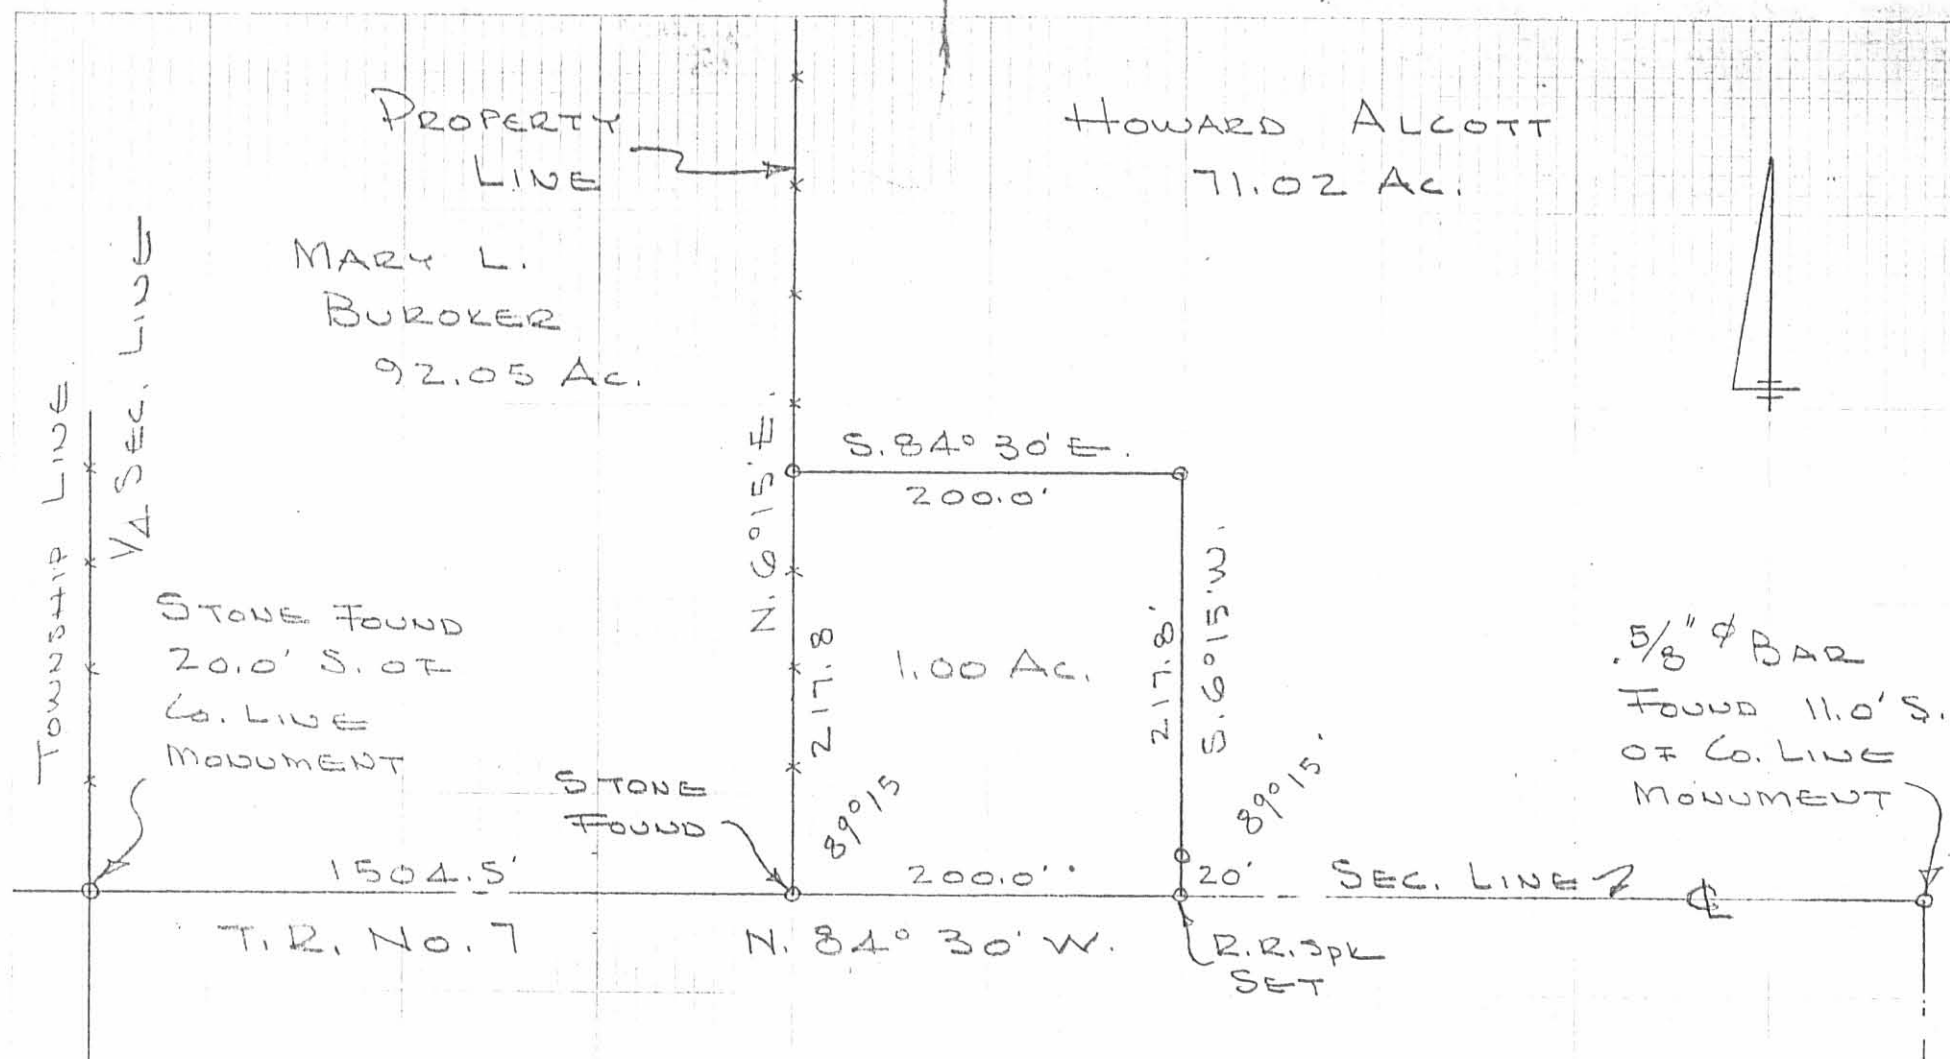 PROPERTY
LINE
HOWARD ALCOTT
71.02 AC.
MARY L.
BUROKER
92.05 AC.
TOWNSHIP LINE
1/4 SEC. LINE
N. 6° 15' E.
S. 84° 30' E.
200.0'
217.8
1.00 AC.
217.8'
S. 6° 15' W.
STONE FOUND
20.0' S. OF
CO. LINE
MONUMENT
.5/8" ⌀ BAR
FOUND 11.0' S.
OF CO. LINE
MONUMENT
STONE
FOUND
89° 15
89° 15'
1504.5'
200.0'
20'
SEC. LINE
℄
T.R. NO. 7
N. 84° 30' W.
R.R. SPK
SET